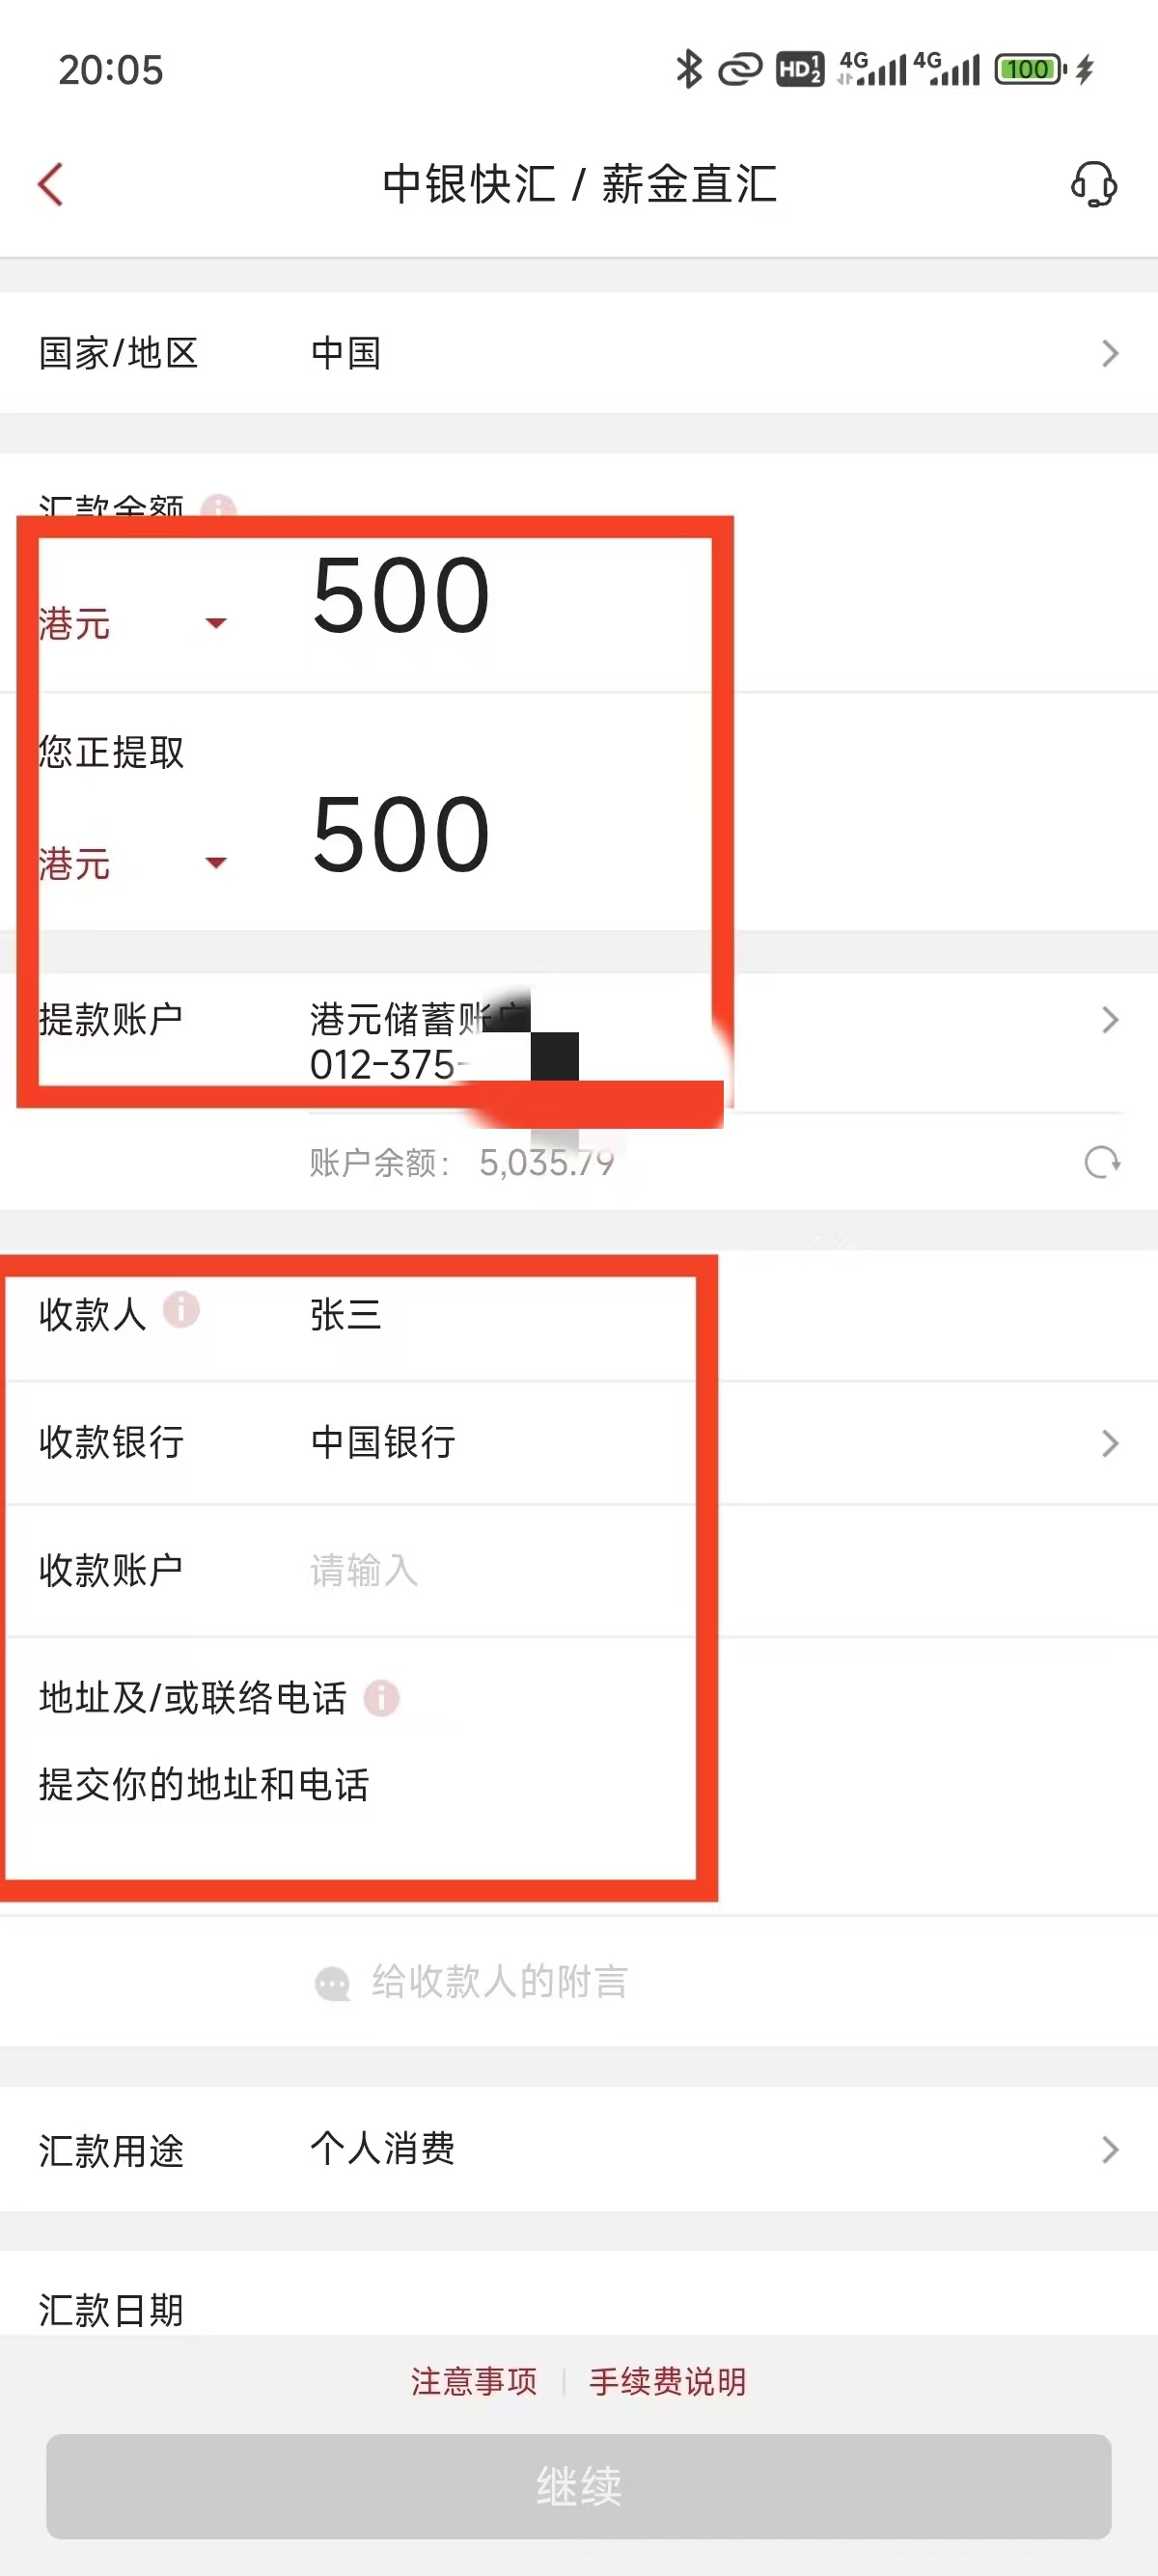 20:05
HD 1 2 4G 4G 100
中银快汇 / 薪金直汇
国家/地区 中国
汇款金额
港元 500
您正提取
港元 500
提款账户 港元储蓄账户
012-375-
账户余额： 5,035.79
收款人 张三
收款银行 中国银行
收款账户 请输入
地址及/或联络电话
提交你的地址和电话
给收款人的附言
汇款用途 个人消费
汇款日期
注意事项 手续费说明
继续